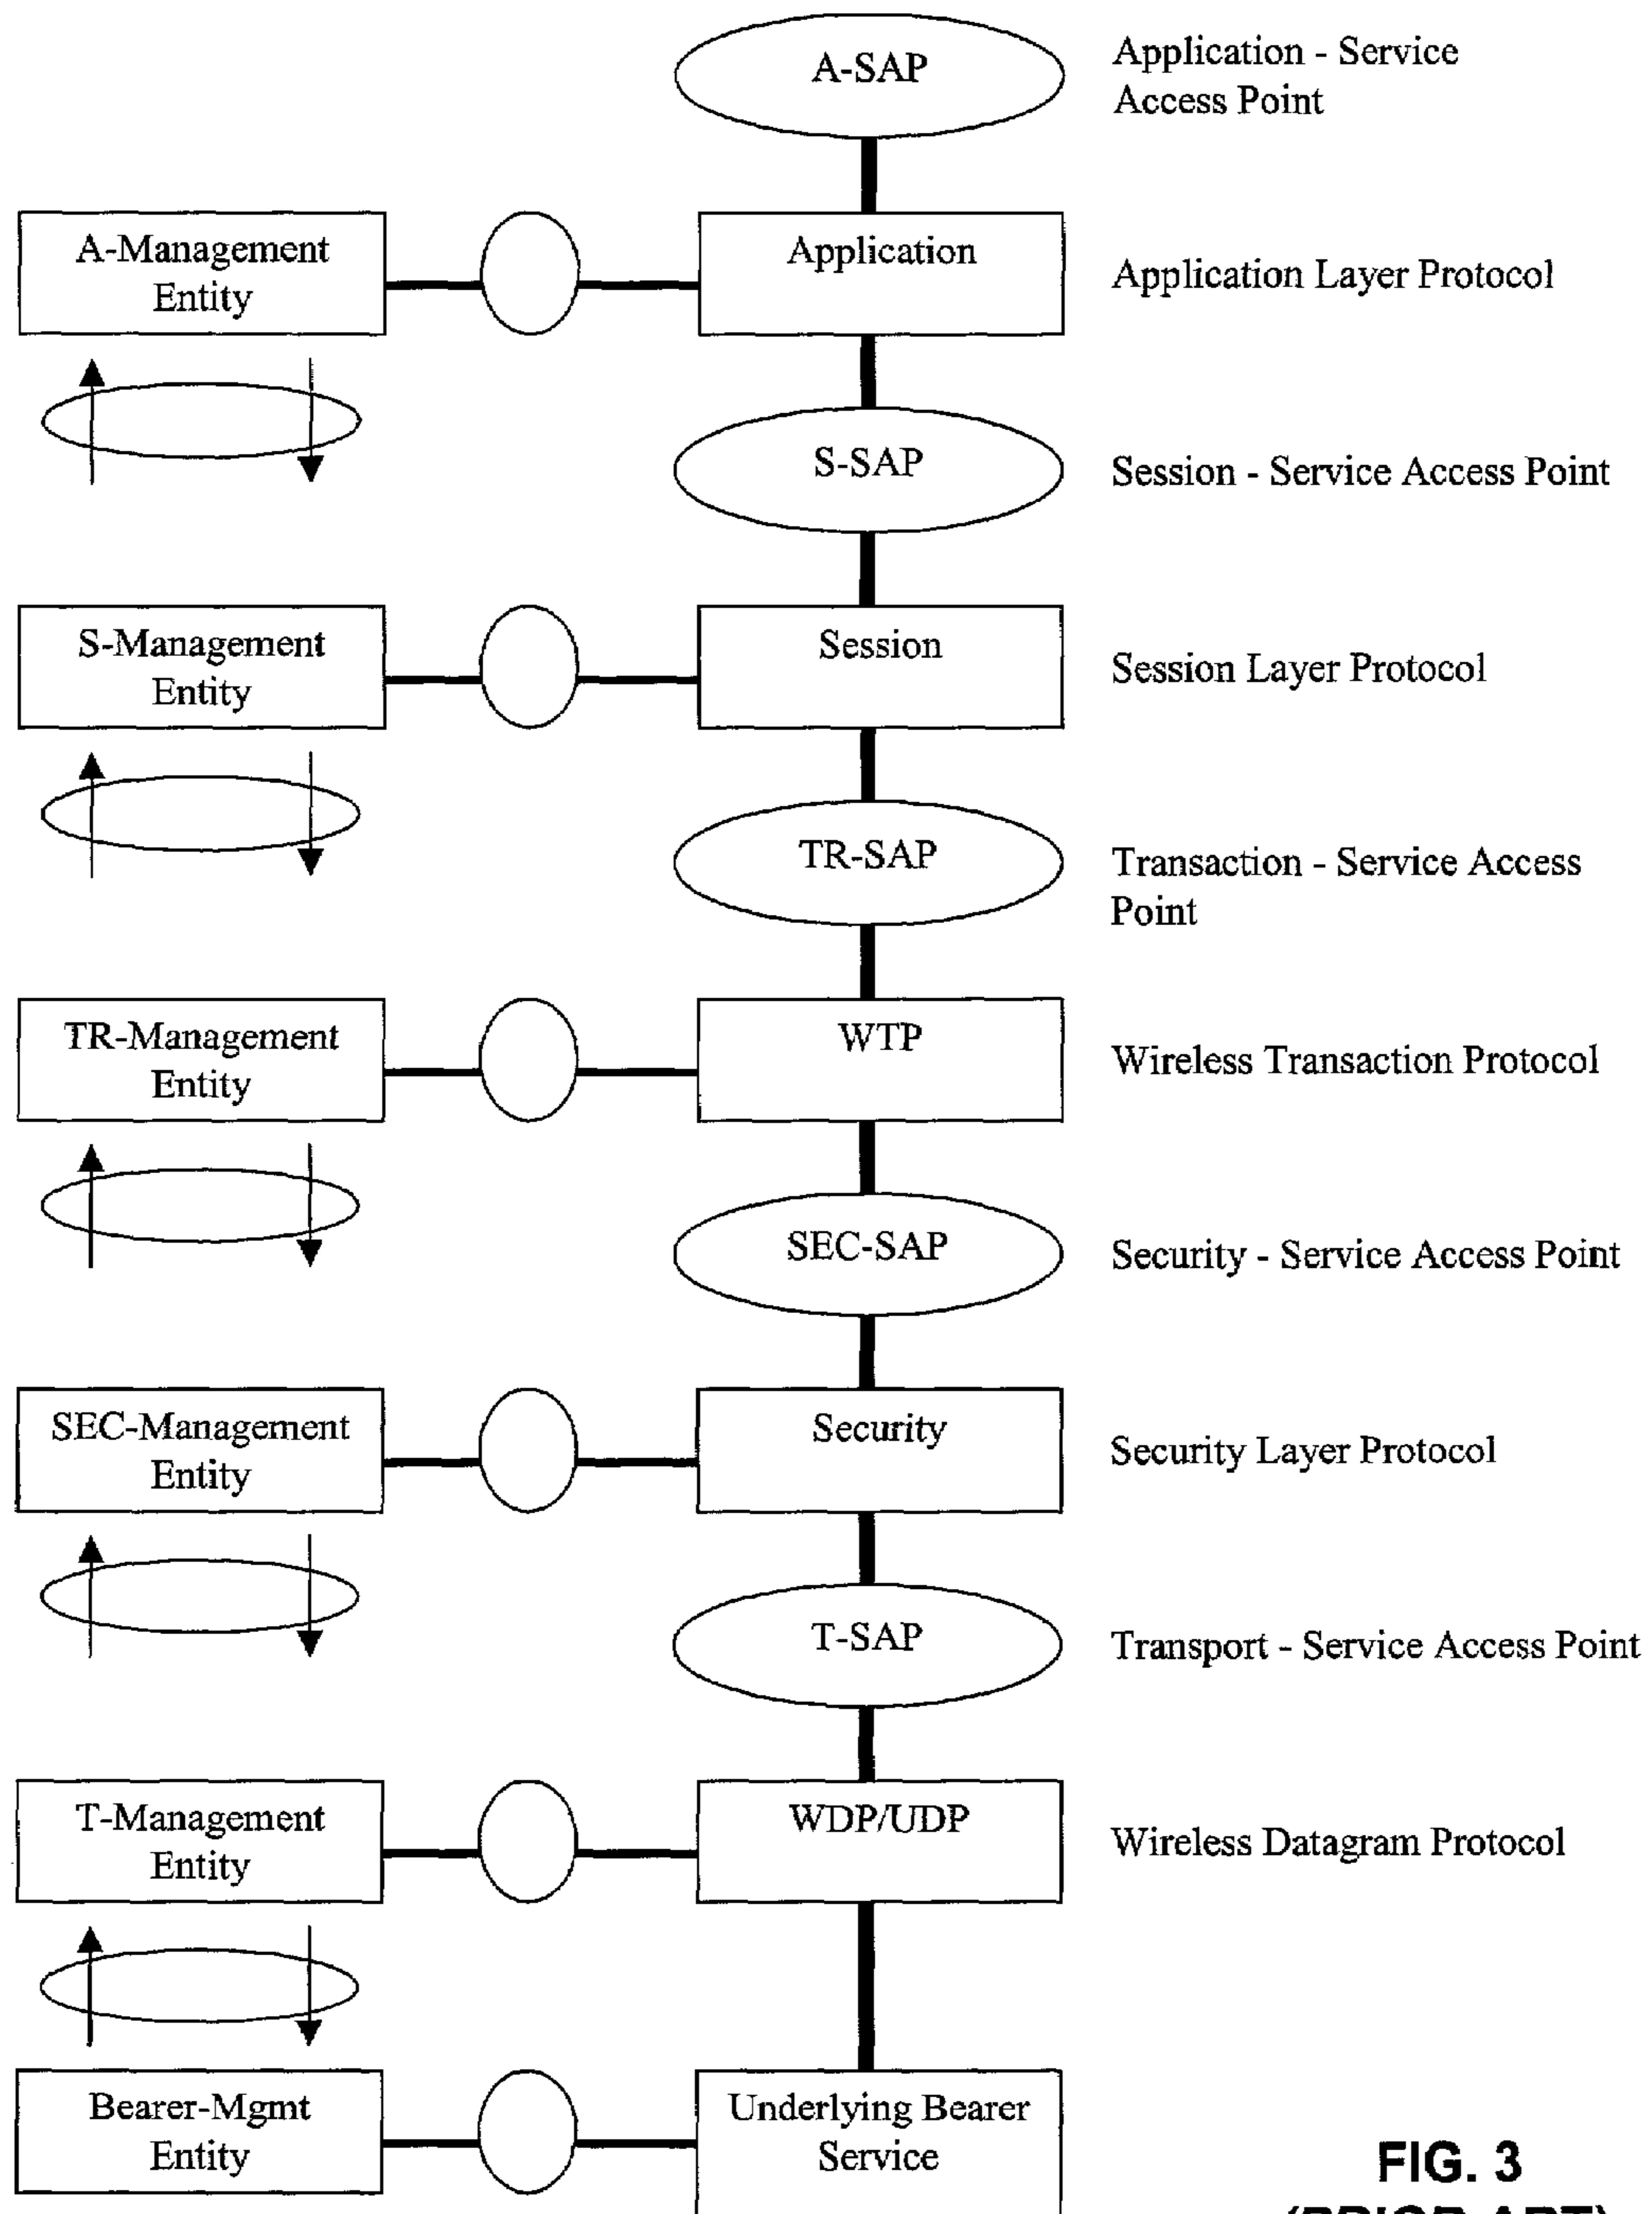 A-SAP
Application - Service
Access Point
A-Management
Entity
Application
Application Layer Protocol
S-SAP
Session - Service Access Point
S-Management
Entity
Session
Session Layer Protocol
TR-SAP
Transaction - Service Access
Point
TR-Management
Entity
WTP
Wireless Transaction Protocol
SEC-SAP
Security - Service Access Point
SEC-Management
Entity
Security
Security Layer Protocol
T-SAP
Transport - Service Access Point
T-Management
Entity
WDP/UDP
Wireless Datagram Protocol
Bearer-Mgmt
Entity
Underlying Bearer
Service
FIG. 3
(PRIOR ART)